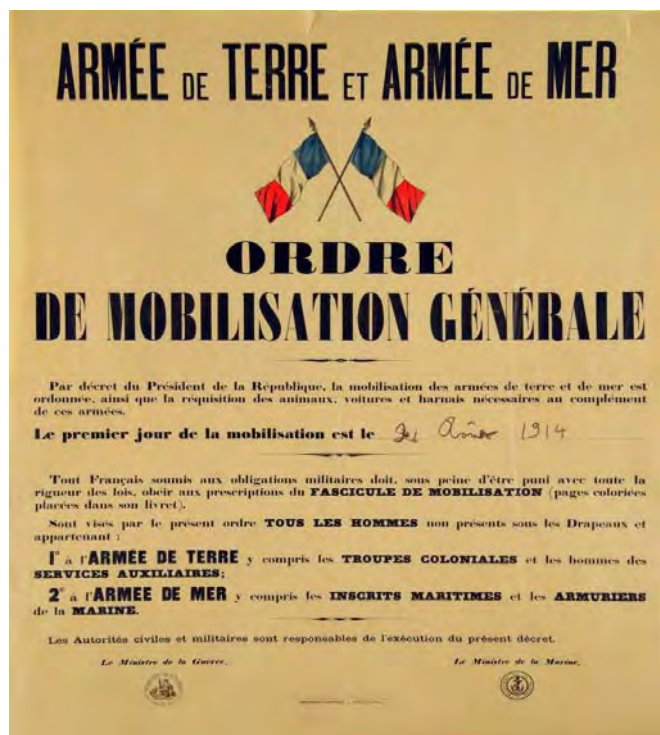 ARMÉE DE TERRE ET ARMÉE DE MER
ORDRE
DE MOBILISATION GÉNÉRALE
Par décret du Président de la République, la mobilisation des armées de terre et de mer est
ordonnée, ainsi que la réquisition des animaux, voitures et harnais nécessaires au complément
de ces armées.
Le premier jour de la mobilisation est le 1914
Tout Français soumis aux obligations militaires doit, sous peine d'être puni avec toute la
rigueur des lois, obéir aux prescriptions du FASCICULE DE MOBILISATION (pages coloriées
placées dans son livret).
Sont visés par le présent ordre TOUS LES HOMMES non présents sous les Drapeaux et
appartenant :
1° à l'ARMÉE DE TERRE y compris les TROUPES COLONIALES et les hommes des
SERVICES AUXILIAIRES;
2° à l'ARMEE DE MER y compris les INSCRITS MARITIMES et les ARMURIERS
de la MARINE.
Les Autorités civiles et militaires sont responsables de l'exécution du présent décret.
Le Ministre de la Guerre, Le Ministre de la Marine,